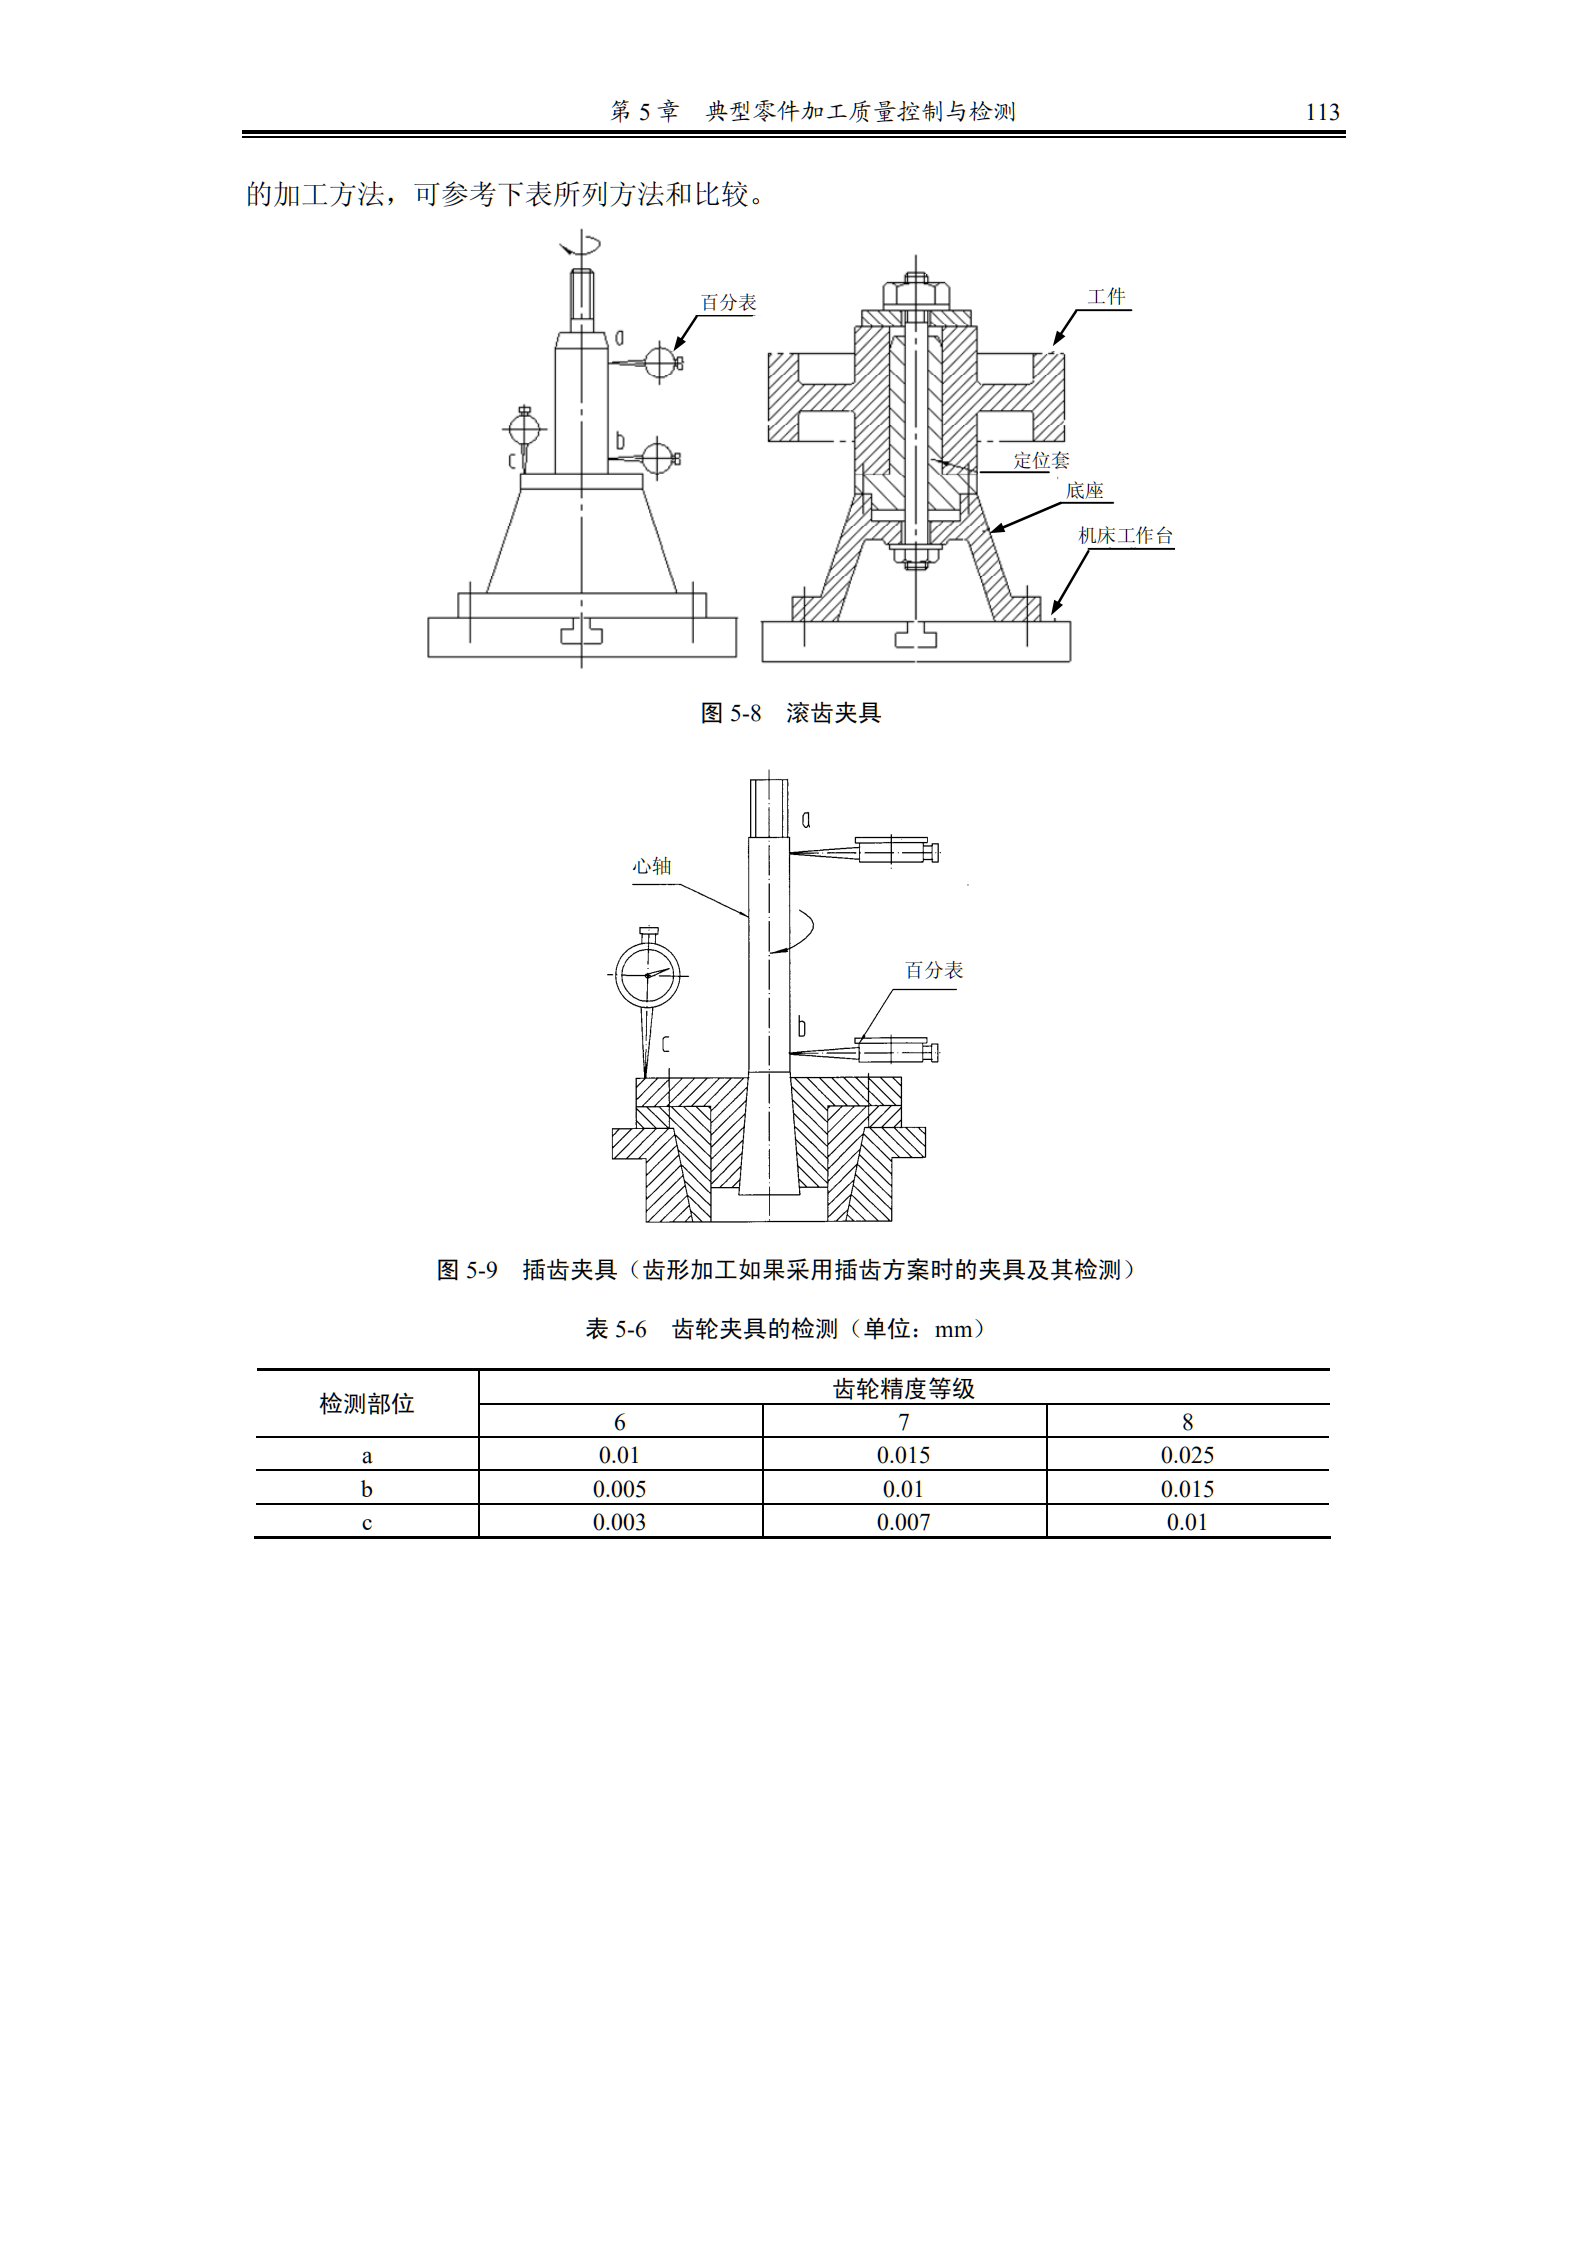 第 5 章 典型零件加工质量控制与检测 113
的加工方法，可参考下表所列方法和比较。
百分表
a
b
c
工件
定位套
底座
机床工作台
图 5-8 滚齿夹具
a
心轴
百分表
b
c
图 5-9 插齿夹具（齿形加工如果采用插齿方案时的夹具及其检测）
表 5-6 齿轮夹具的检测（单位：mm）
检测部位 齿轮精度等级
6 7 8
a 0.01 0.015 0.025
b 0.005 0.01 0.015
c 0.003 0.007 0.01